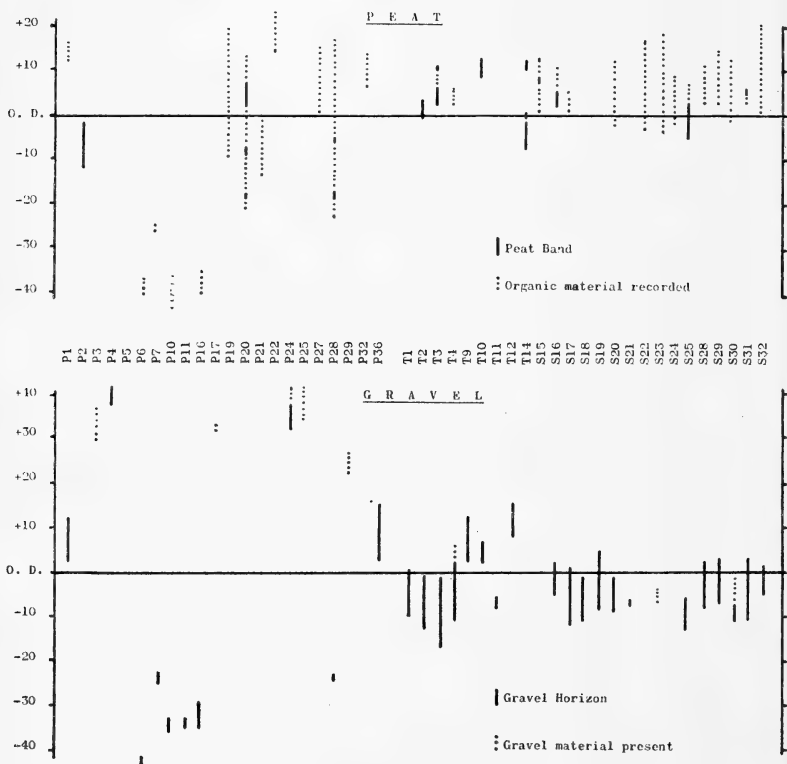 P E A T
+20
+10
O. D.
-10
-20
-30
-40
Peat Band
Organic material recorded
P1 P2 P3 P4 P5 P6 P7 P10 P11 P16 P17 P19 P20 P21 P22 P24 P25 P27 P28 P29 P32 P36 T1 T2 T3 T4 T9 T10 T11 T12 T14 S15 S16 S17 S18 S19 S20 S21 S22 S23 S24 S25 S28 S29 S30 S31 S32
G R A V E L
+10
+30
+20
+10
O. D.
-10
-20
-30
-40
Gravel Horizon
Gravel material present